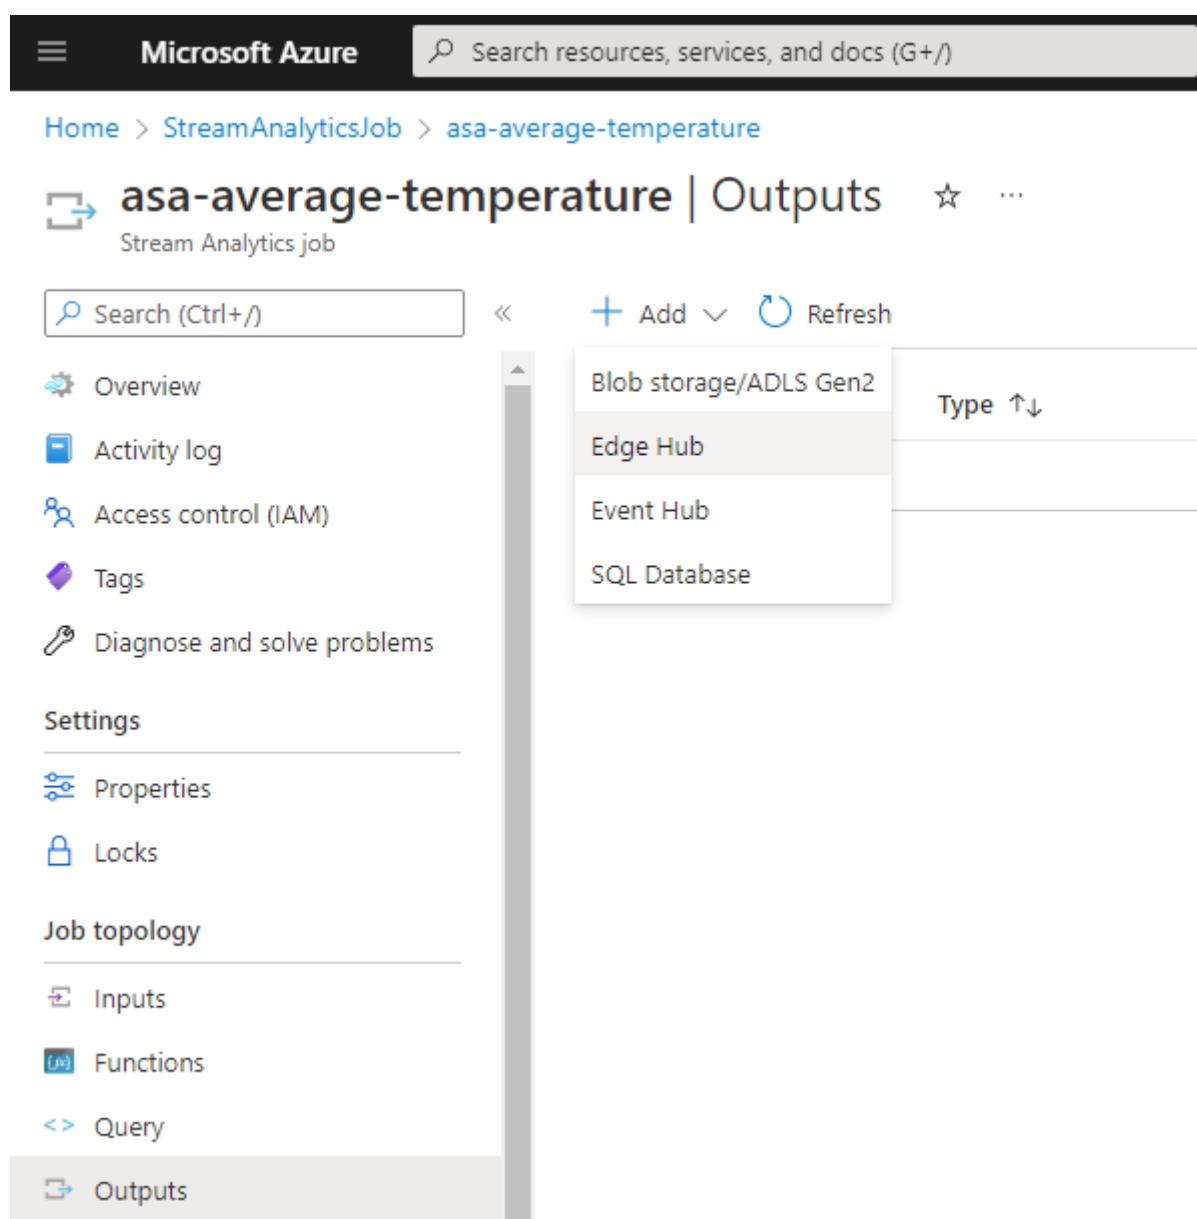 Microsoft Azure
Search resources, services, and docs (G+/)
Home > StreamAnalyticsJob > asa-average-temperature
asa-average-temperature | Outputs
Stream Analytics job
Search (Ctrl+/)
Add
Refresh
Overview
Activity log
Access control (IAM)
Tags
Diagnose and solve problems
Settings
Properties
Locks
Job topology
Inputs
Functions
Query
Outputs
Blob storage/ADLS Gen2
Edge Hub
Event Hub
SQL Database
Type ↑↓